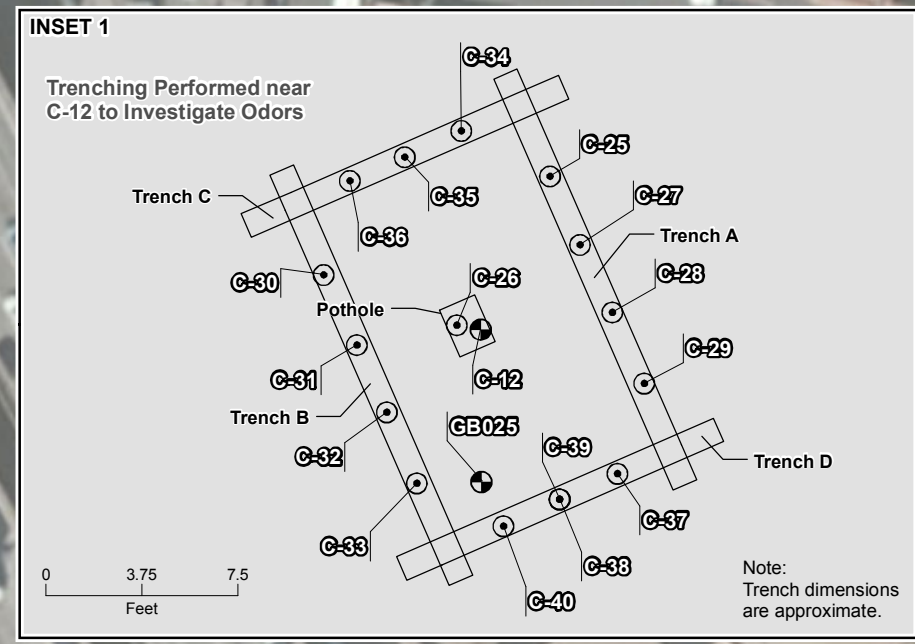 INSET 1
Trenching Performed near
C-12 to Investigate Odors
C-34
C-25
Trench C
C-35
C-27
C-36
Trench A
C-30
C-26
C-28
Pothole
C-31
C-12
C-29
Trench B
GB025
C-32
C-39
Trench D
C-37
C-33
C-38
C-40
0 3.75 7.5
Feet
Note:
Trench dimensions
are approximate.